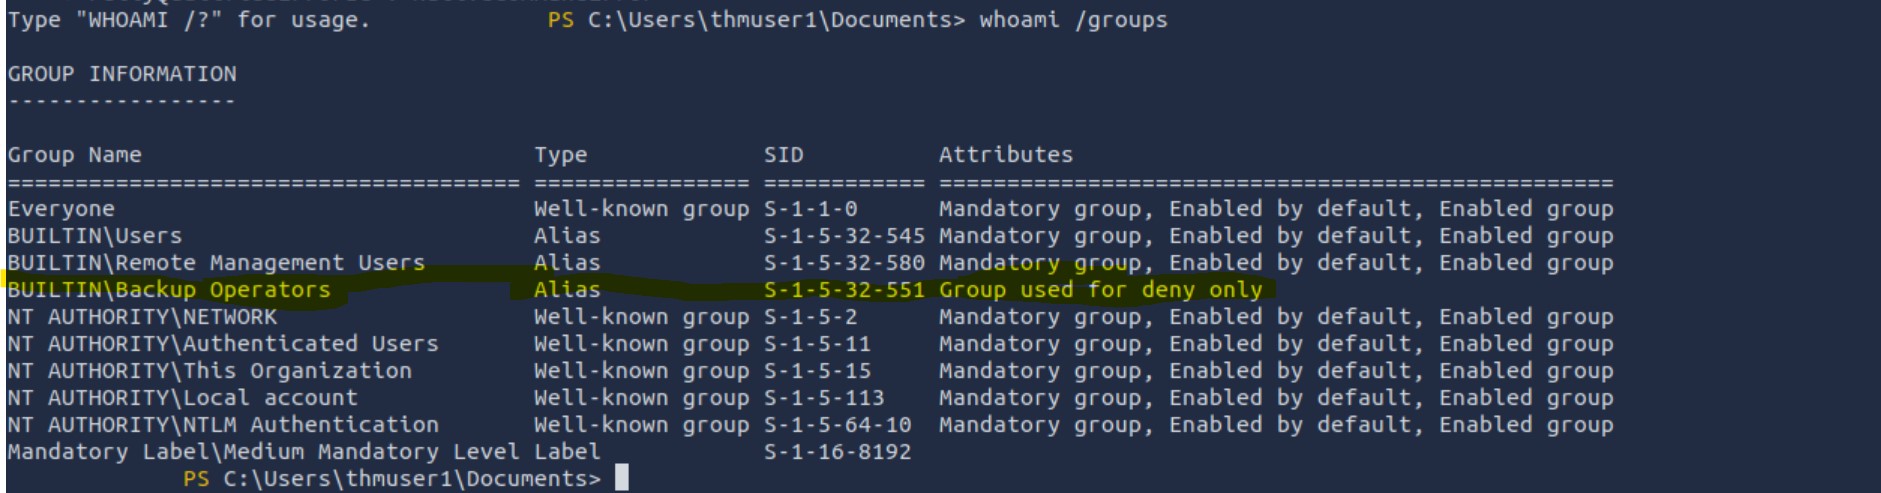 Type "WHOAMI /?" for usage. PS C:\Users\thmuser1\Documents> whoami /groups
GROUP INFORMATION
-----------------
Group Name Type SID Attributes
====================================== ================ ============ ==================================================
Everyone Well-known group S-1-1-0 Mandatory group, Enabled by default, Enabled group
BUILTIN\Users Alias S-1-5-32-545 Mandatory group, Enabled by default, Enabled group
BUILTIN\Remote Management Users Alias S-1-5-32-580 Mandatory group, Enabled by default, Enabled group
BUILTIN\Backup Operators Alias S-1-5-32-551 Group used for deny only
NT AUTHORITY\NETWORK Well-known group S-1-5-2 Mandatory group, Enabled by default, Enabled group
NT AUTHORITY\Authenticated Users Well-known group S-1-5-11 Mandatory group, Enabled by default, Enabled group
NT AUTHORITY\This Organization Well-known group S-1-5-15 Mandatory group, Enabled by default, Enabled group
NT AUTHORITY\Local account Well-known group S-1-5-113 Mandatory group, Enabled by default, Enabled group
NT AUTHORITY\NTLM Authentication Well-known group S-1-5-64-10 Mandatory group, Enabled by default, Enabled group
Mandatory Label\Medium Mandatory Level Label S-1-16-8192
PS C:\Users\thmuser1\Documents>